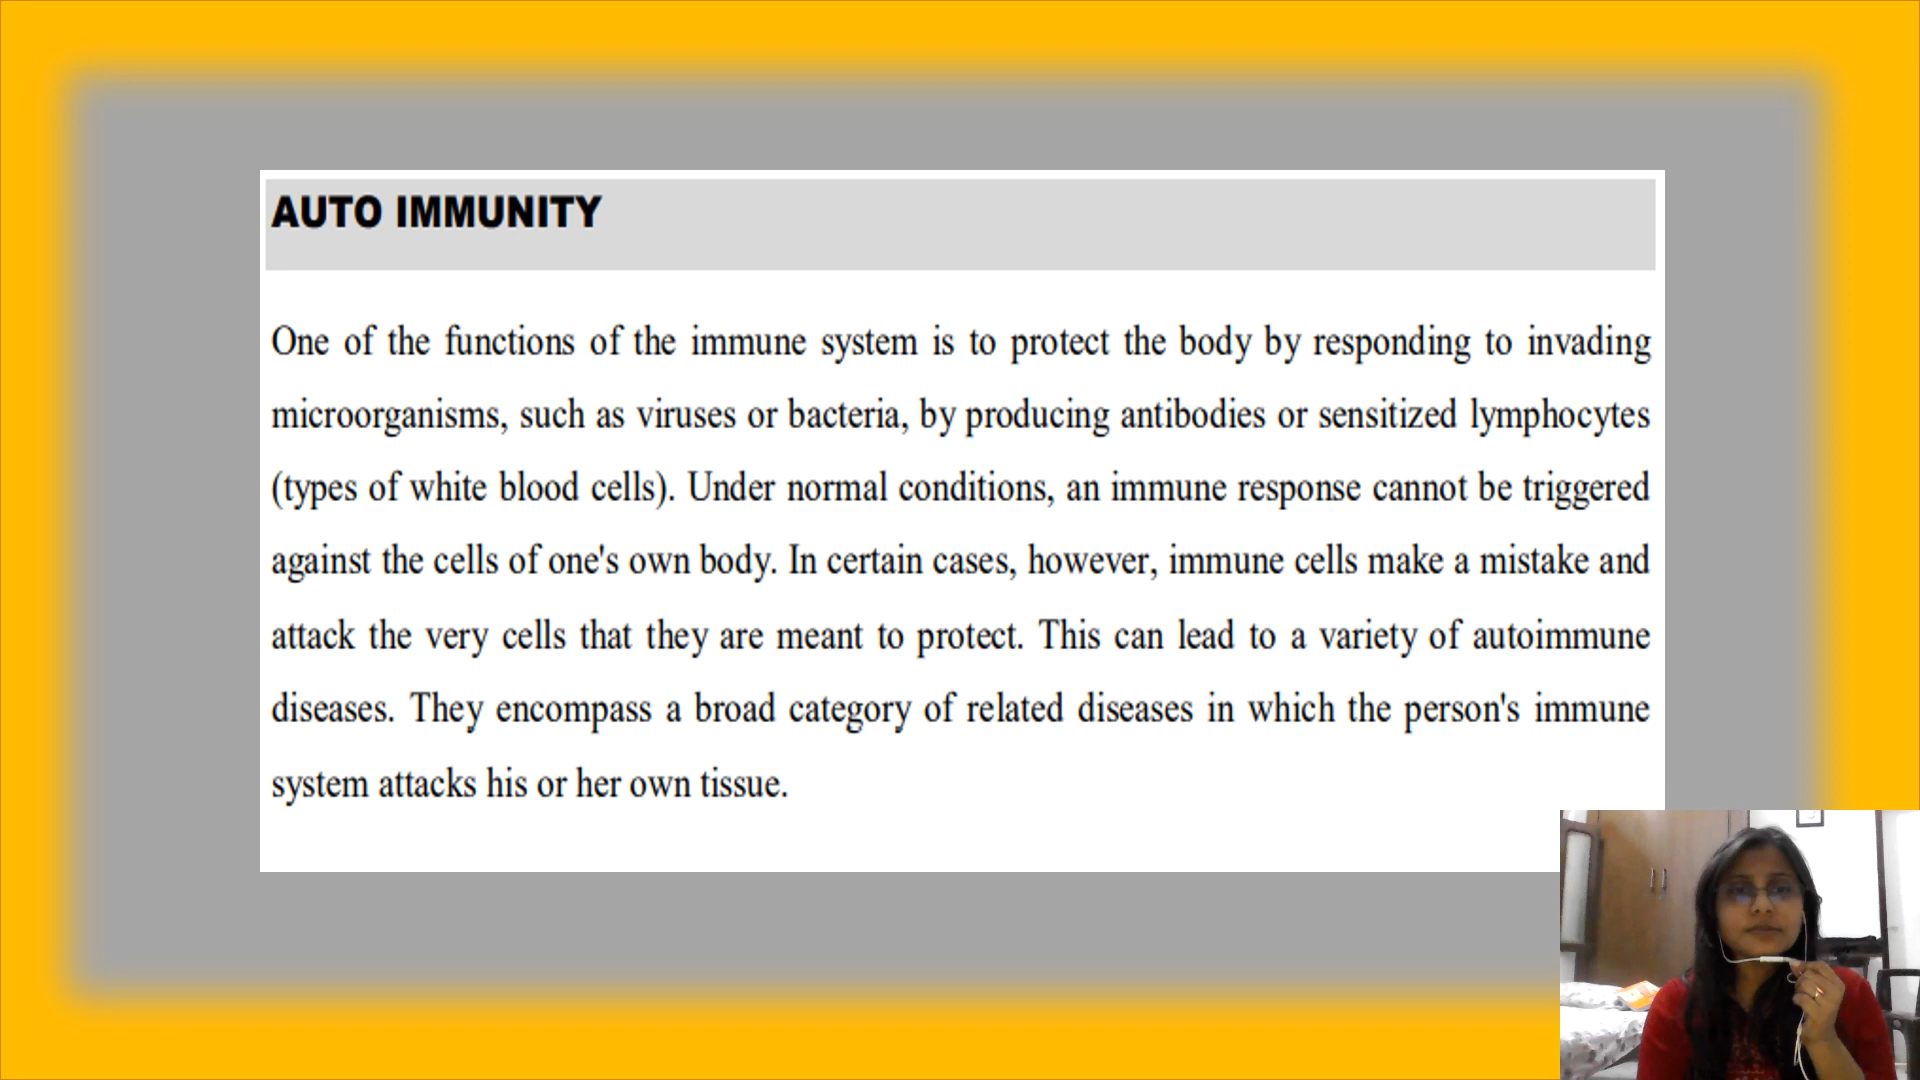 AUTO IMMUNITY
One of the functions of the immune system is to protect the body by responding to invading
microorganisms, such as viruses or bacteria, by producing antibodies or sensitized lymphocytes
(types of white blood cells). Under normal conditions, an immune response cannot be triggered
against the cells of one's own body. In certain cases, however, immune cells make a mistake and
attack the very cells that they are meant to protect. This can lead to a variety of autoimmune
diseases. They encompass a broad category of related diseases in which the person's immune
system attacks his or her own tissue.